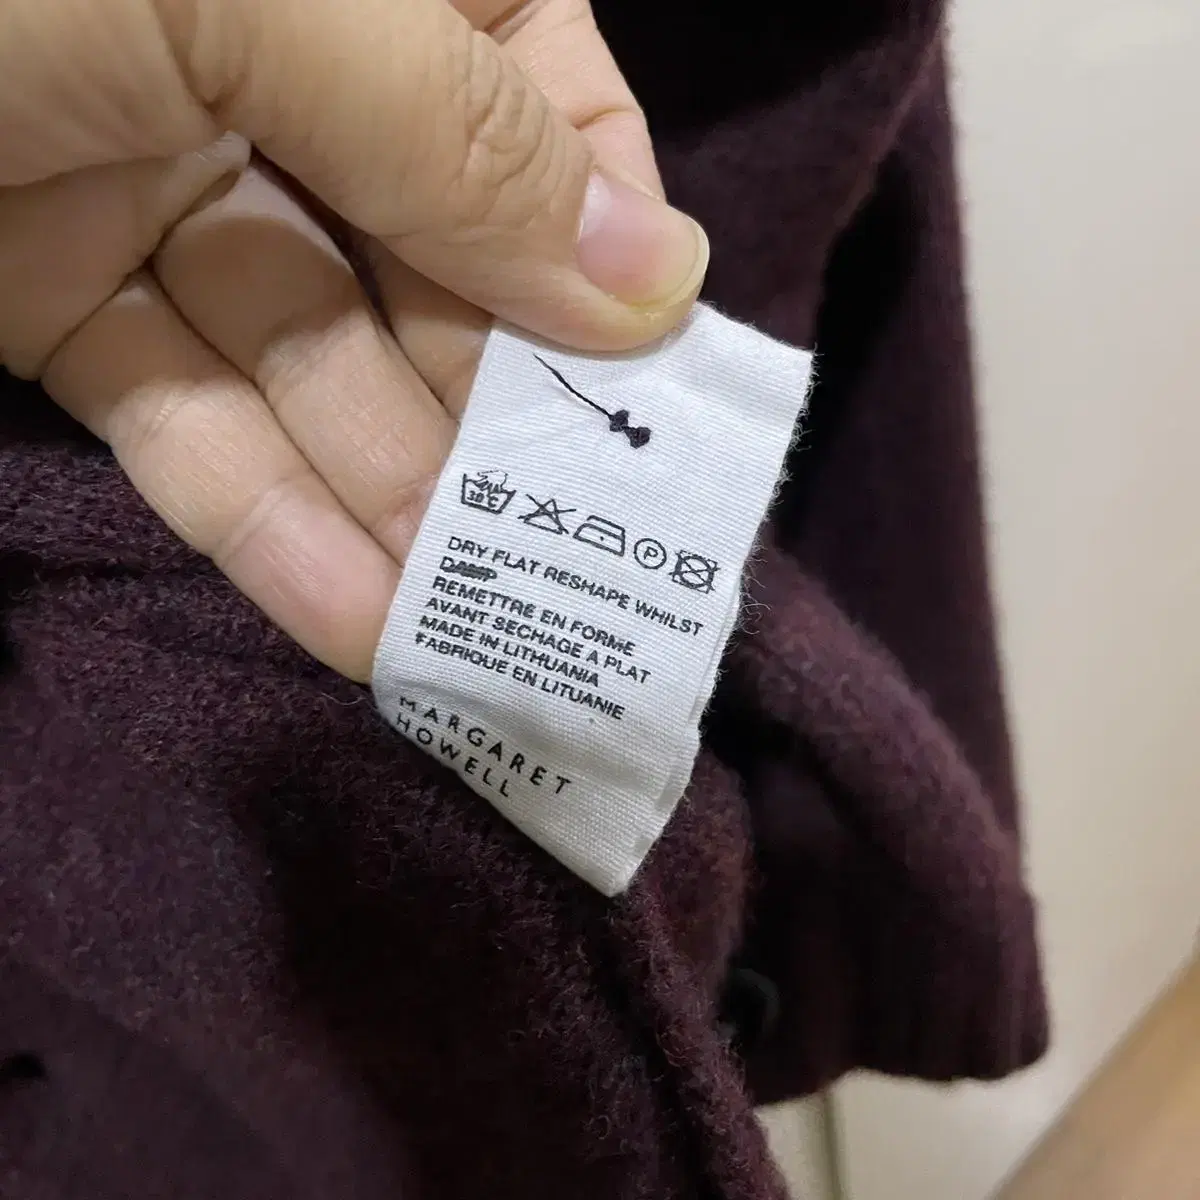 30°C
P
DRY FLAT RESHAPE WHILST
DAMP
REMETTRE EN FORME
AVANT SECHAGE A PLAT
MADE IN LITHUANIA
FABRIQUE EN LITUANIE
MARGARET
HOWELL